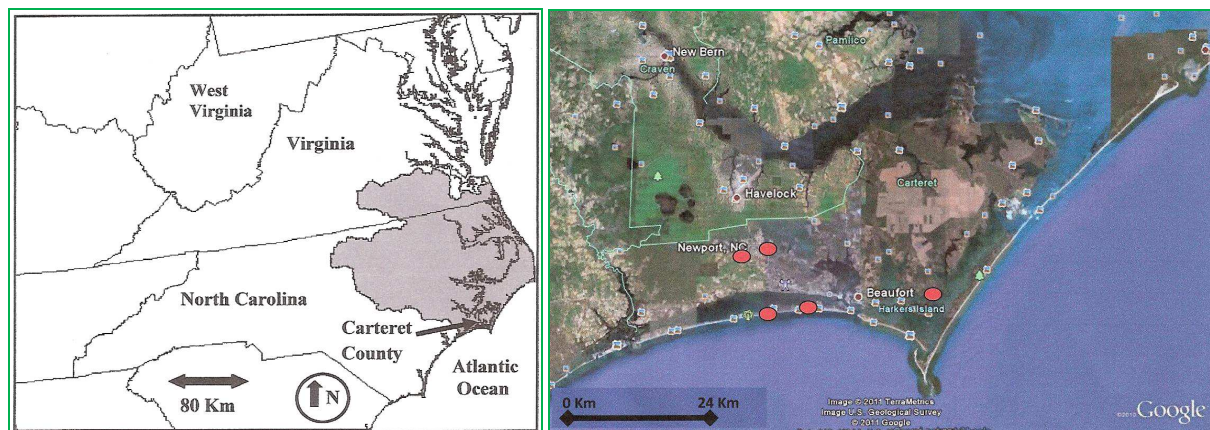 West
Virginia
Virginia
North Carolina
Carteret
County
Atlantic
Ocean
80 Km
N
New Bern
Craven
Pamlico
Havelock
Carteret
Newport, NC
Beaufort
Harkers Island
0 Km
24 Km
Image © 2011 TerraMetrics
Image U.S. Geological Survey
© 2011 Google
Google